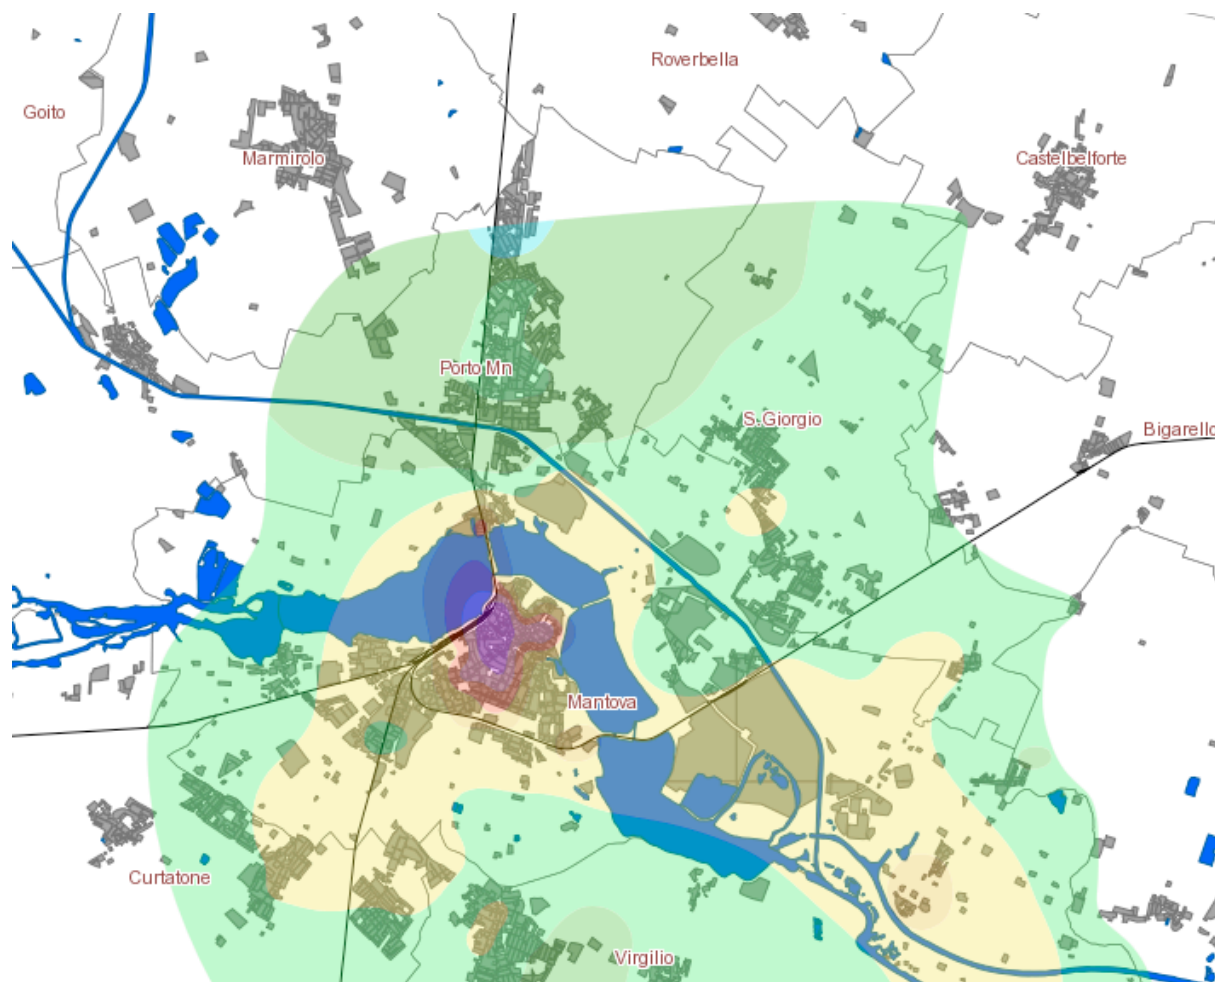 Roverbella
Goito
Marmirolo
Castelbelforte
Porto Mn
S.Giorgio
Bigarello
Mantova
Curtatone
Virgilio